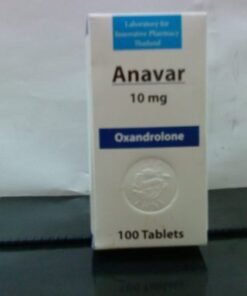 Laboratory for
Innovative Pharmacy
Thailand
Anavar
10 mg
Oxandrolone
100 Tablets